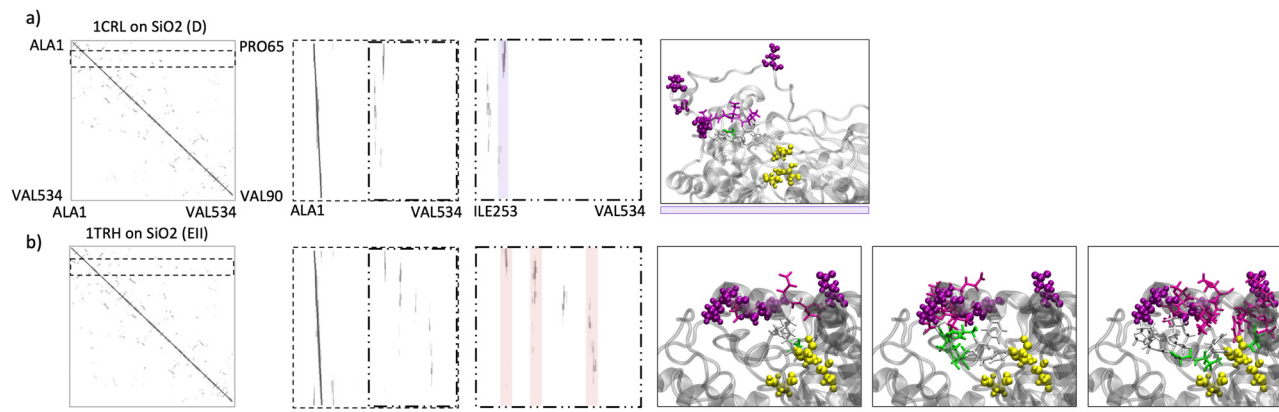 a)
1CRL on SiO2 (D)
ALA1
PRO65
VAL534
VAL90
ALA1
VAL534
ALA1
VAL534
ILE253
VAL534
b)
1TRH on SiO2 (EII)